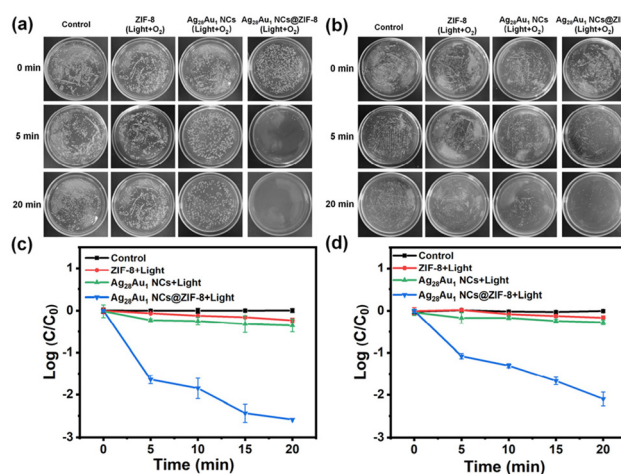 (a)
Control
ZIF-8
(Light+O₂)
Ag₂₈Au₁ NCs
(Light+O₂)
Ag₂₈Au₁ NCs@ZIF-8
(Light+O₂)
0 min
5 min
20 min
(b)
Control
ZIF-8
(Light+O₂)
Ag₂₈Au₁ NCs
(Light+O₂)
Ag₂₈Au₁ NCs@ZIF-8
(Light+O₂)
0 min
5 min
20 min
(c)
Control
ZIF-8+Light
Ag₂₈Au₁ NCs+Light
Ag₂₈Au₁ NCs@ZIF-8+Light
Log (C/C₀)
1
0
-1
-2
-3
0 5 10 15 20
Time (min)
(d)
Control
ZIF-8+Light
Ag₂₈Au₁ NCs+Light
Ag₂₈Au₁ NCs@ZIF-8+Light
Log (C/C₀)
1
0
-1
-2
-3
0 5 10 15 20
Time (min)